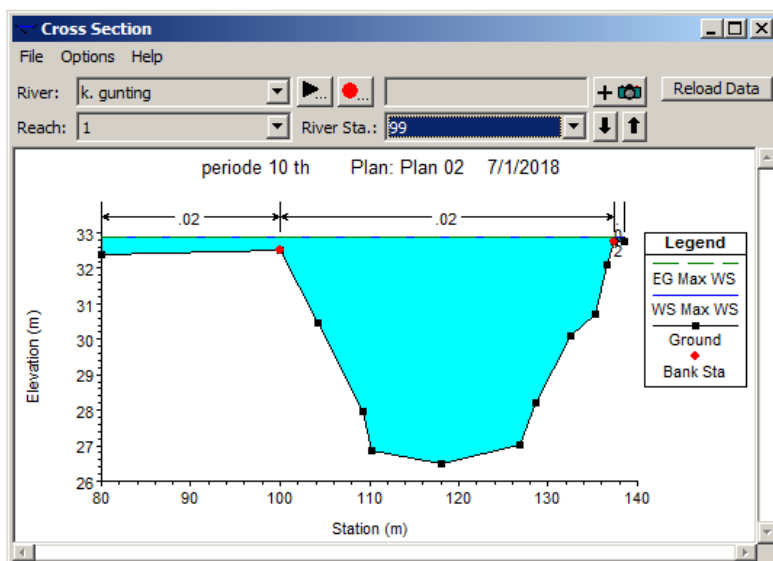 Cross Section
File Options Help
River: k. gunting + Reload Data
Reach: 1 River Sta.: 99
periode 10 th Plan: Plan 02 7/1/2018
.02 .02 .02
Legend
EG Max WS
WS Max WS
Ground
Bank Sta
Elevation (m)
33
32
31
30
29
28
27
26
80 90 100 110 120 130 140
Station (m)